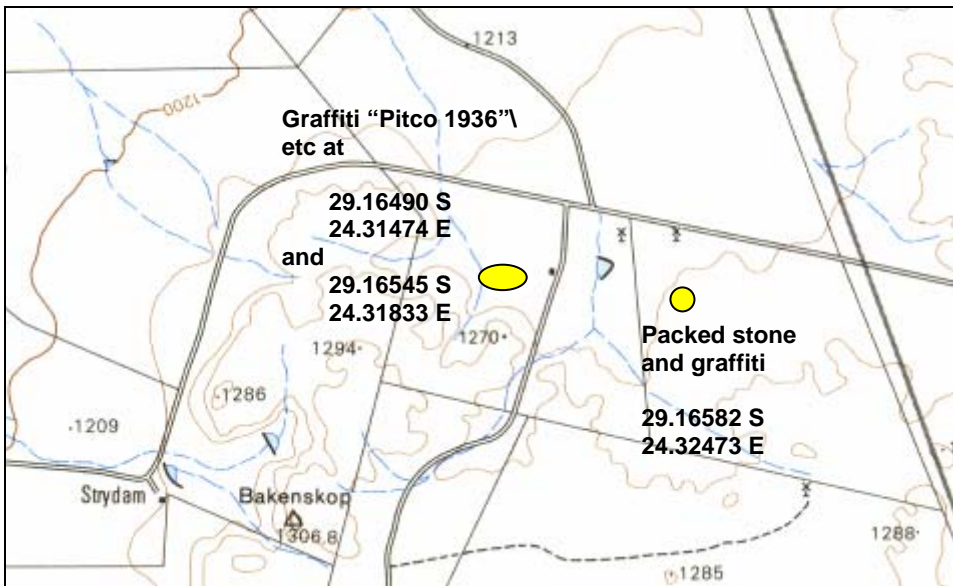 1213
1200
Graffiti “Pitco 1936”\
etc at
29.16490 S
24.31474 E
and
29.16545 S
24.31833 E
1270
1294
Packed stone
and graffiti
1286
29.16582 S
24.32473 E
1209
Strydam
Bakenskop
1306,8
1288
1285